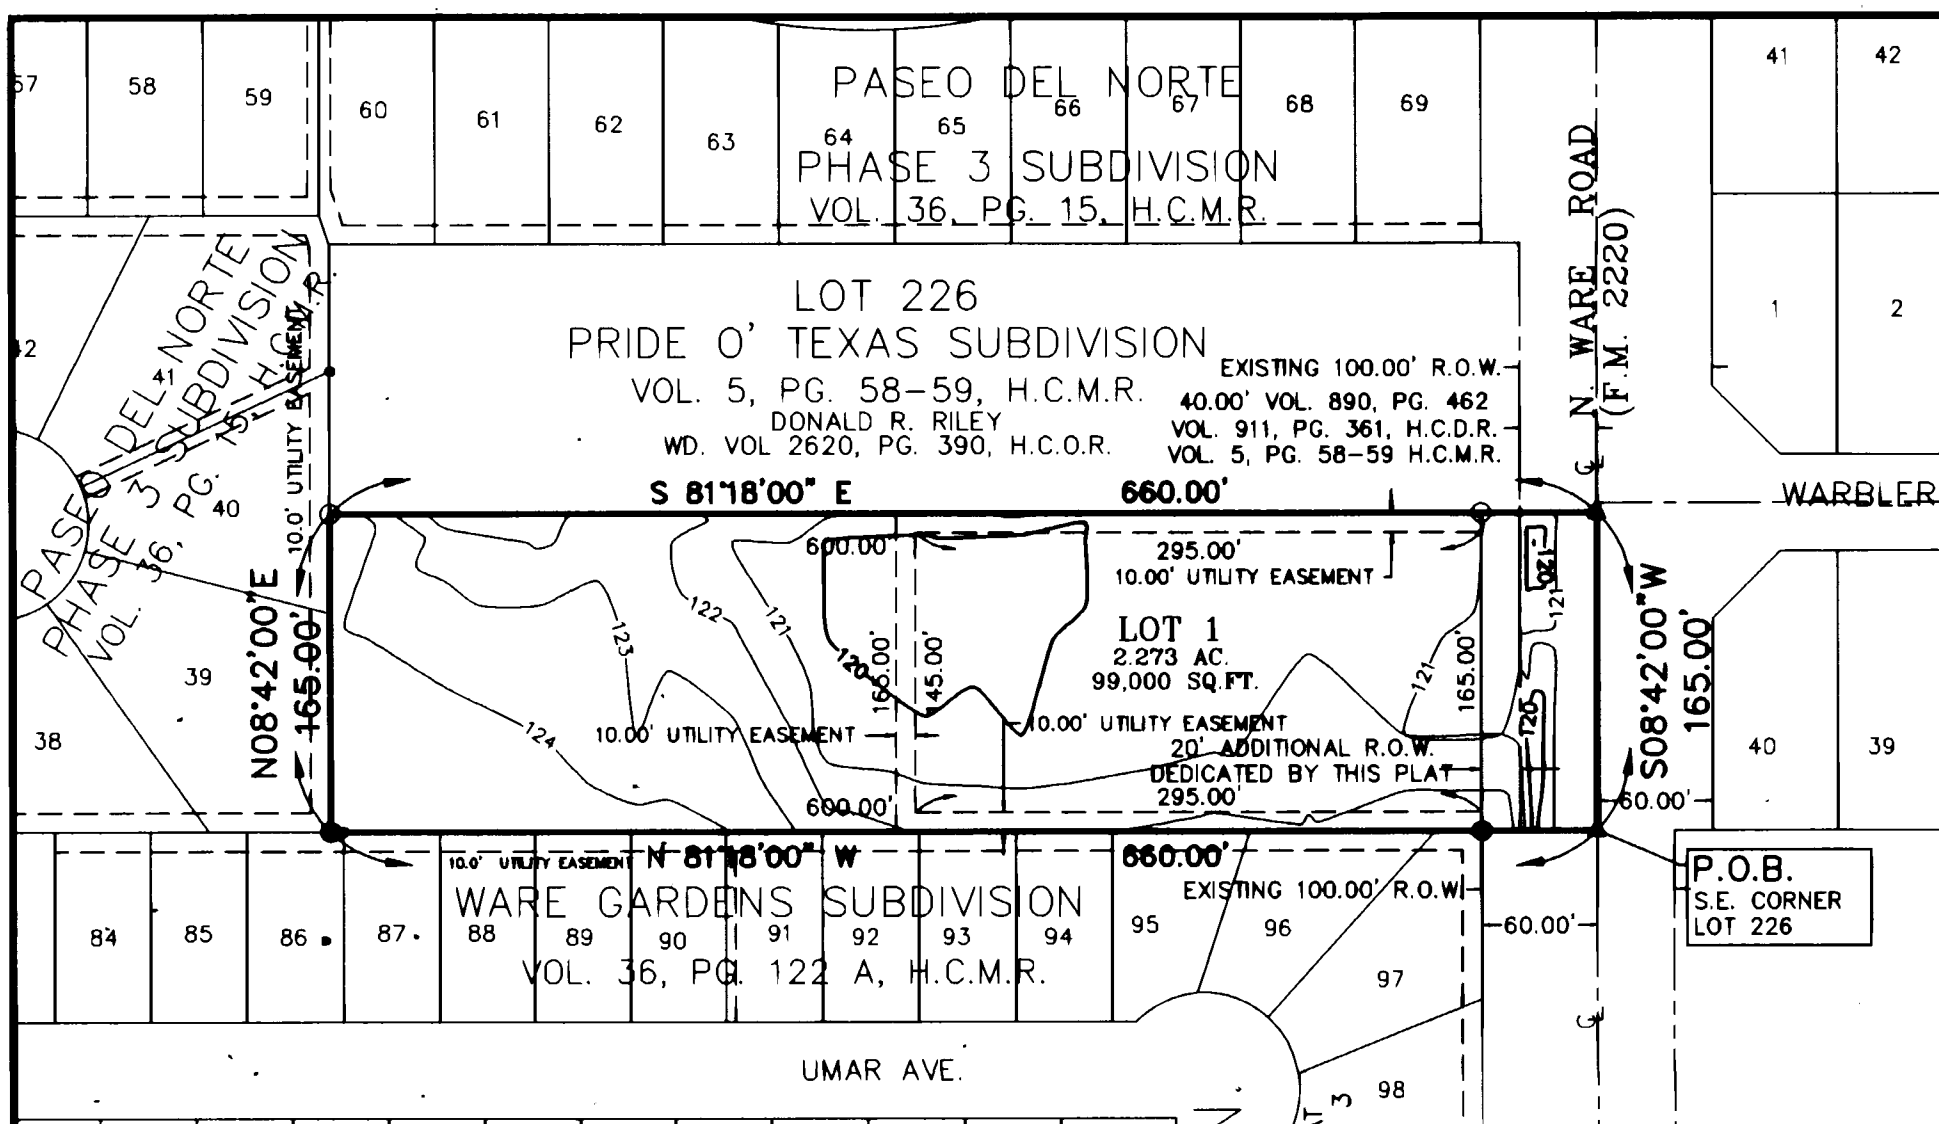 57
58
59
60
61
62
63
64
65
66
67
68
69
41
42
PASEO DEL NORTE
PHASE 3 SUBDIVISION
VOL. 36, PG. 15, H.C.M.R.
N. WARE ROAD
(F.M. 2220)
LOT 226
PRIDE O' TEXAS SUBDIVISION
VOL. 5, PG. 58-59, H.C.M.R.
DONALD R. RILEY
WD. VOL 2620, PG. 390, H.C.O.R.
EXISTING 100.00' R.O.W.
40.00' VOL. 890, PG. 462
VOL. 911, PG. 361, H.C.D.R.
VOL. 5, PG. 58-59 H.C.M.R.
1
2
42
41
40
39
38
PASEO DEL NORTE
PHASE 3 SUBDIVISION
VOL. 36, PG. 15, H.C.M.R.
10.0' UTILITY EASEMENT
S 81°18'00" E
660.00'
WARBLER
℄
600.00'
295.00'
10.00' UTILITY EASEMENT
N08°42'00"E
165.00'
123
122
121
120
124
165.00'
145.00'
LOT 1
2.273 AC.
99,000 SQ.FT.
121
165.00'
120
121
120
S08°42'00"W
165.00'
10.00' UTILITY EASEMENT
10.00' UTILITY EASEMENT
20' ADDITIONAL R.O.W.
DEDICATED BY THIS PLAT
600.00'
295.00'
60.00'
40
39
10.0' UTILITY EASEMENT
N 81°18'00" W
660.00'
EXISTING 100.00' R.O.W
P.O.B.
S.E. CORNER
LOT 226
WARE GARDENS SUBDIVISION
84
85
86
87
88
89
90
91
92
93
94
95
96
97
98
60.00'
VOL. 36, PG. 122 A, H.C.M.R.
℄
UMAR AVE.
3